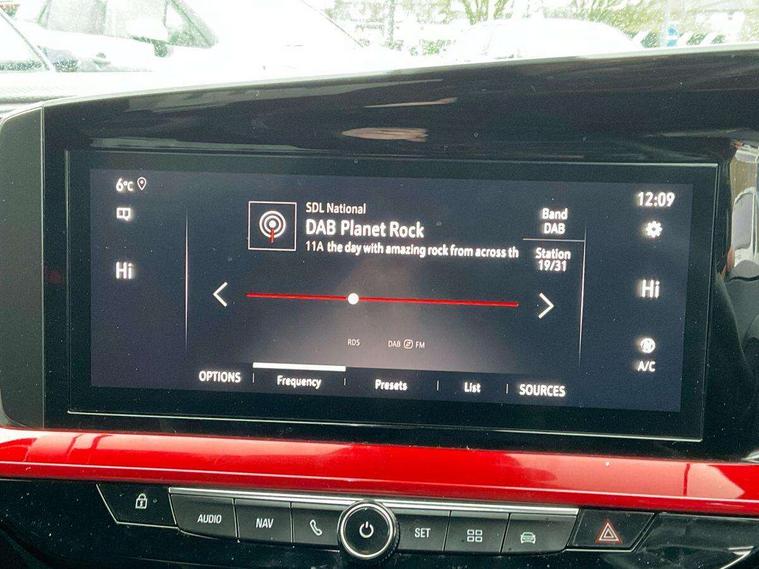 6°C
12:09
SDL National
DAB Planet Rock
11A the day with amazing rock from across th
Band
DAB
Station
19/31
Hi
Hi
RDS
DAB FM
A/C
OPTIONS
Frequency
Presets
List
SOURCES
AUDIO
NAV
SET